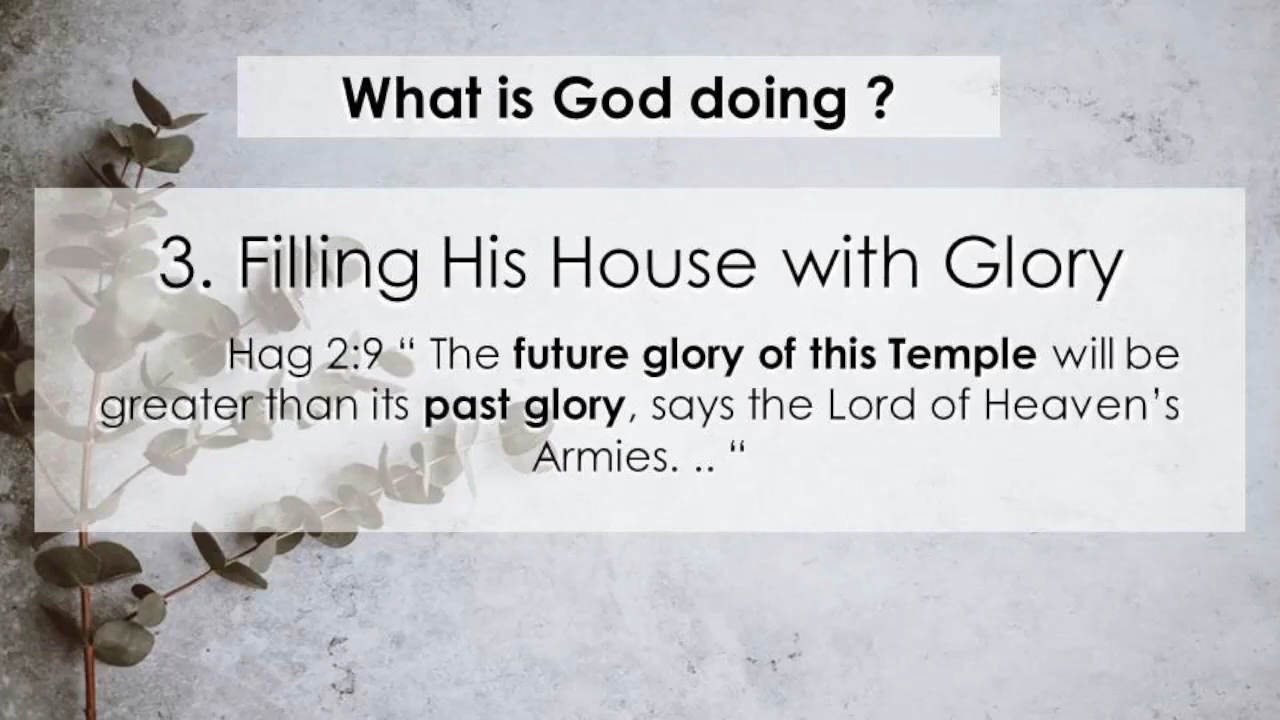 What is God doing ?
3. Filling His House with Glory
Hag 2:9 “ The future glory of this Temple will be
greater than its past glory, says the Lord of Heaven’s
Armies. .. “